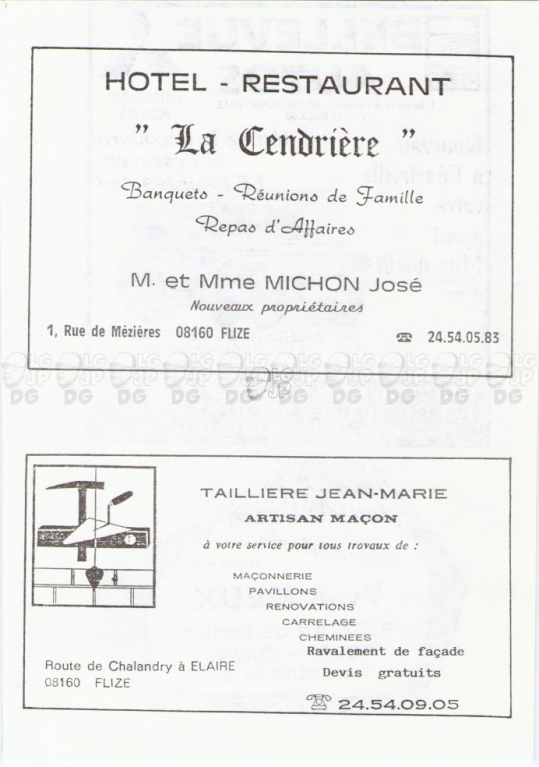 HOTEL - RESTAURANT
" La Cendrière "
Banquets - Réunions de Famille
Repas d'Affaires
M. et Mme MICHON José
Nouveaux propriétaires
1, Rue de Mézières 08160 FLIZE
☎ 24.54.05.83
TAILLIERE JEAN-MARIE
ARTISAN MAÇON
à votre service pour tous travaux de :
MAÇONNERIE
PAVILLONS
RENOVATIONS
CARRELAGE
CHEMINEES
Ravalement de façade
Devis gratuits
Route de Chalandry à ELAIRE
08160 FLIZE
☎ 24.54.09.05